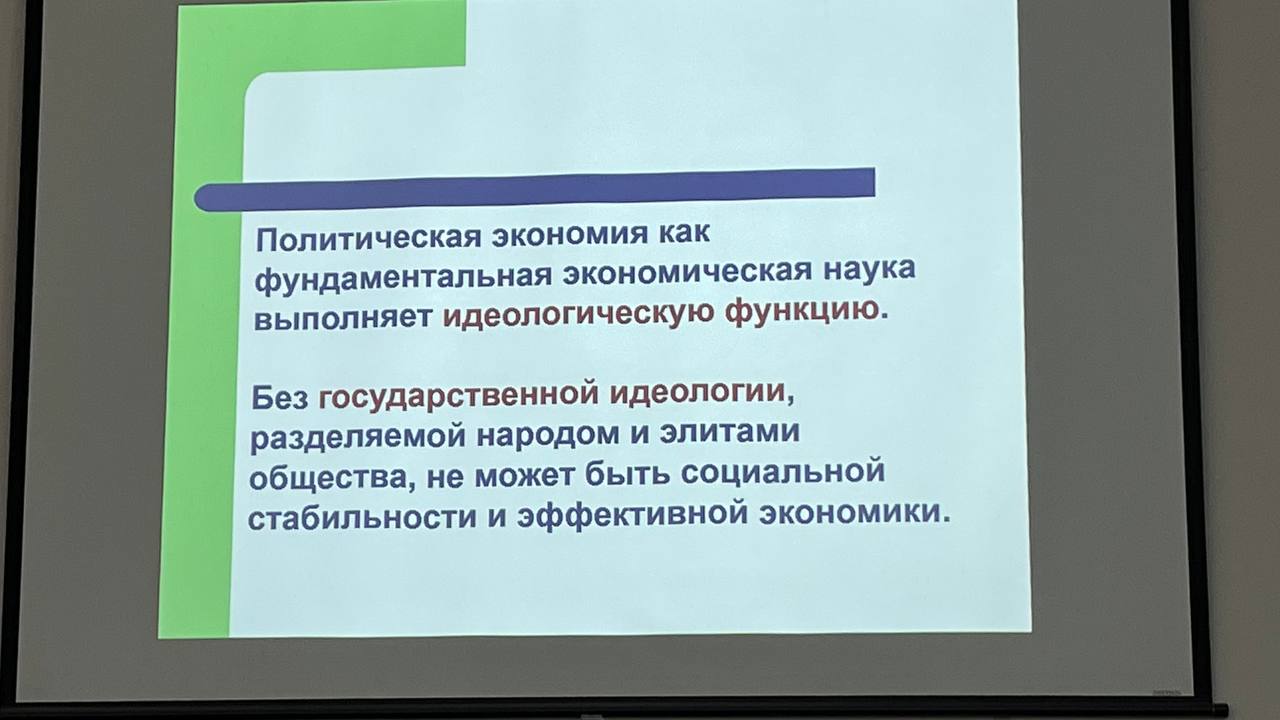 Политическая экономия как
фундаментальная экономическая наука
выполняет идеологическую функцию.
Без государственной идеологии,
разделяемой народом и элитами
общества, не может быть социальной
стабильности и эффективной экономики.